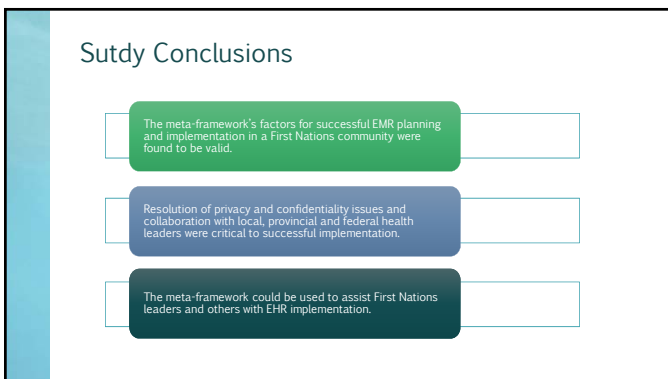 Sutdy Conclusions
The meta-framework's factors for successful EMR planning
and implementation in a First Nations community were
found to be valid.
Resolution of privacy and confidentiality issues and
collaboration with local, provincial and federal health
leaders were critical to successful implementation.
The meta-framework could be used to assist First Nations
leaders and others with EHR implementation.